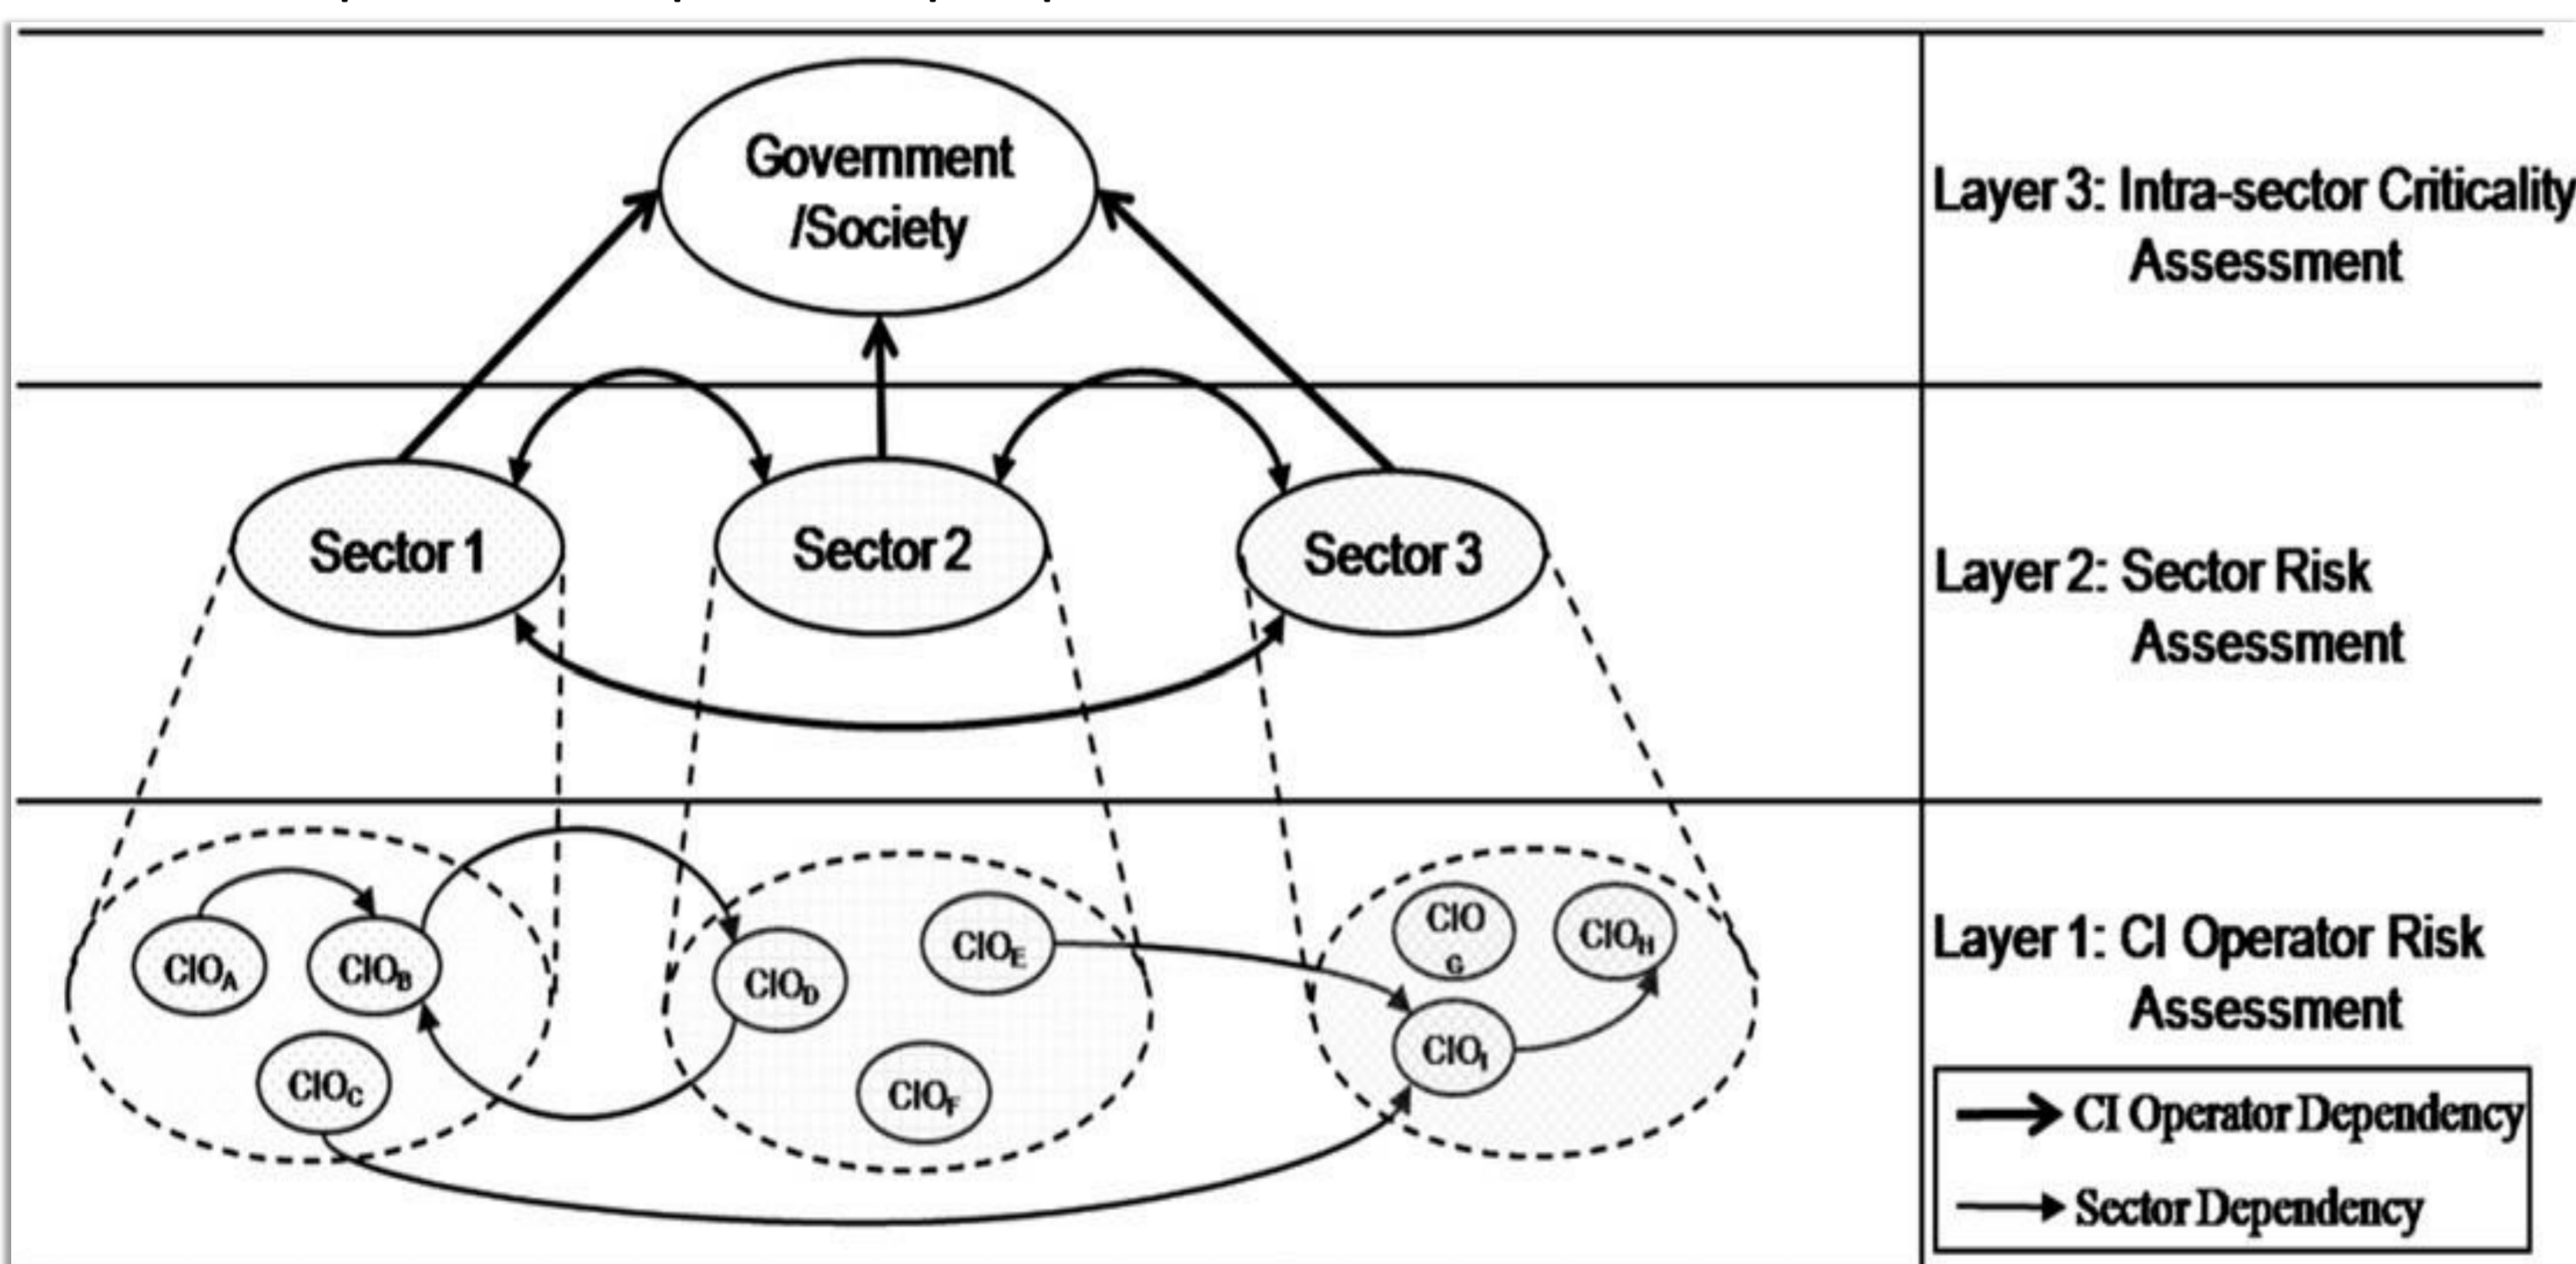 Government
/Society
Layer 3: Intra-sector Criticality
Assessment
Sector 1
Sector 2
Sector 3
Layer 2: Sector Risk
Assessment
CIOA
CIOB
CIOC
CIOD
CIOE
CIOF
CIO
G
CIOH
CIOI
Layer 1: CI Operator Risk
Assessment
CI Operator Dependency
Sector Dependency